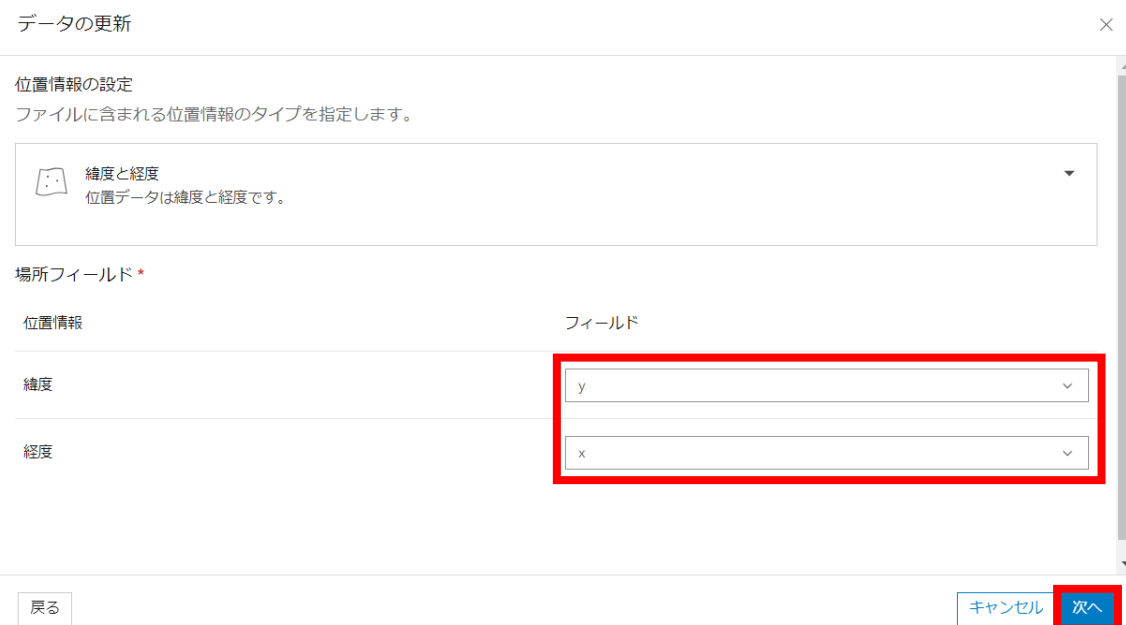 データの更新
位置情報の設定
ファイルに含まれる位置情報のタイプを指定します。
緯度と経度
位置データは緯度と経度です。
場所フィールド *
位置情報 フィールド
緯度 y
経度 x
戻る キャンセル 次へ